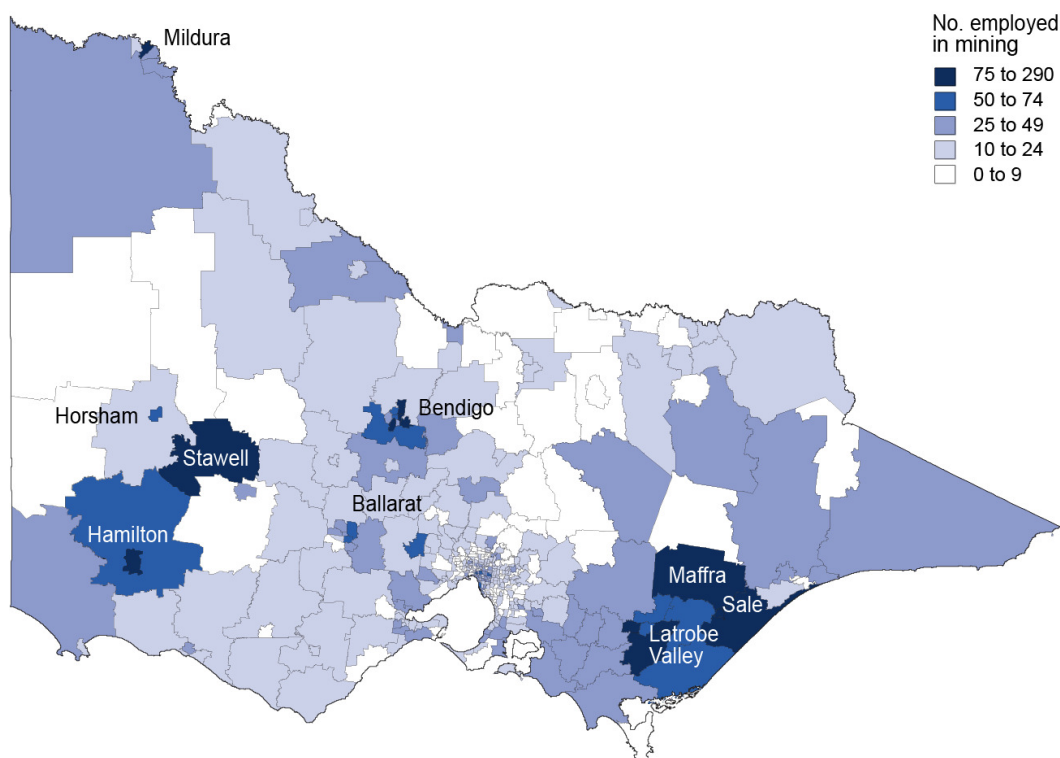 Mildura
No. employed
in mining
75 to 290
50 to 74
25 to 49
10 to 24
0 to 9
Horsham
Bendigo
Stawell
Ballarat
Hamilton
Maffra
Sale
Latrobe
Valley